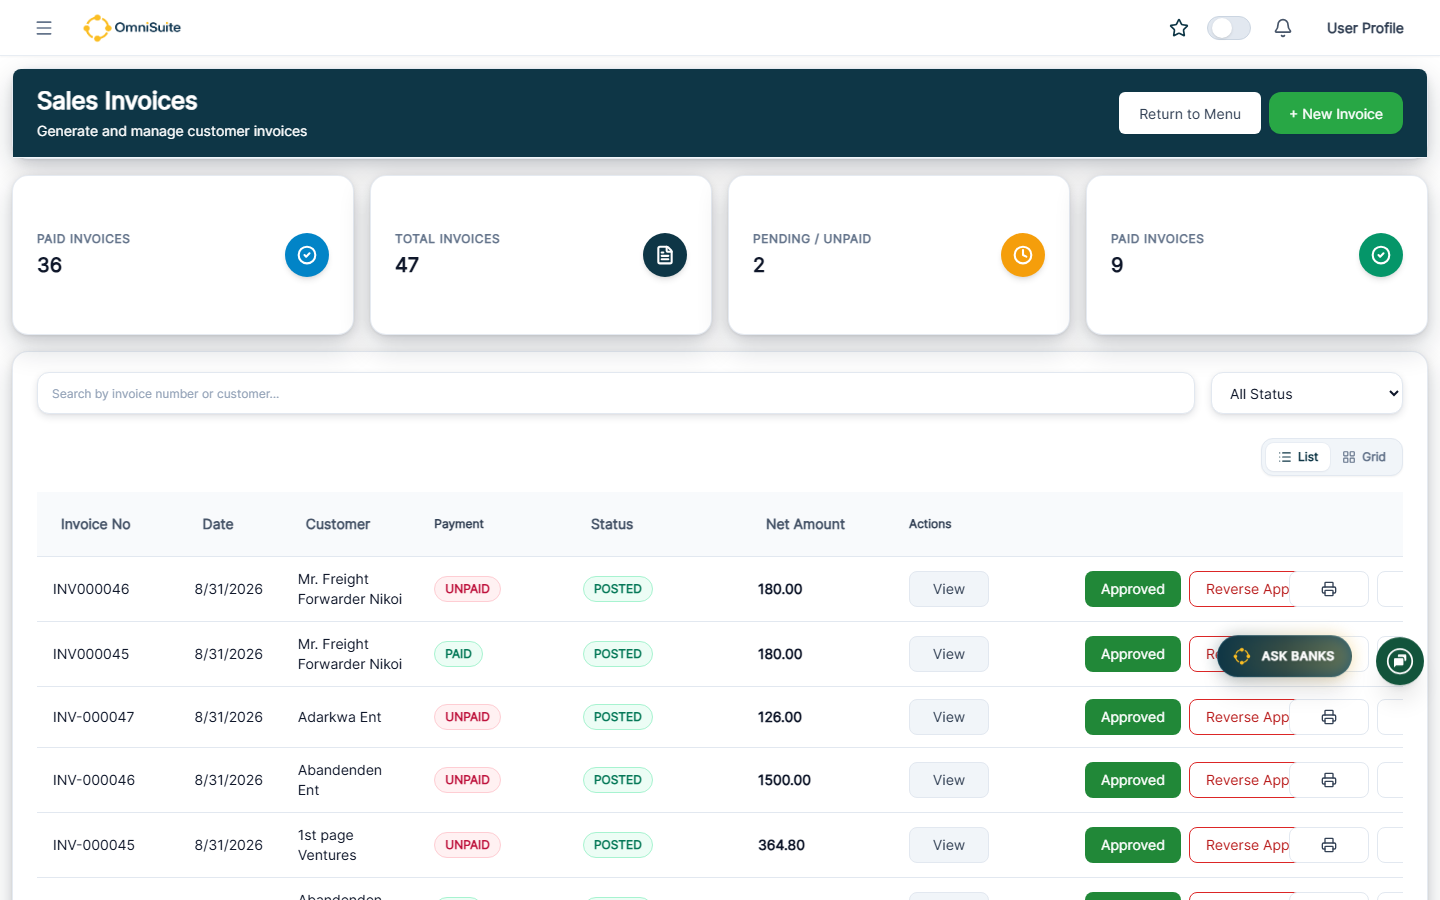 OmniSuite
User Profile
Sales Invoices
Generate and manage customer invoices
Return to Menu
+ New Invoice
PAID INVOICES
36
TOTAL INVOICES
47
PENDING / UNPAID
2
PAID INVOICES
9
Search by invoice number or customer...
All Status
List
Grid
Invoice No Date Customer Payment Status Net Amount Actions
INV000046 8/31/2026 Mr. Freight Forwarder Nikoi UNPAID POSTED 180.00 View Approved Reverse App
INV000045 8/31/2026 Mr. Freight Forwarder Nikoi PAID POSTED 180.00 View Approved
ASK BANKS
INV-000047 8/31/2026 Adarkwa Ent UNPAID POSTED 126.00 View Approved Reverse App
INV-000046 8/31/2026 Abandenden Ent UNPAID POSTED 1500.00 View Approved Reverse App
INV-000045 8/31/2026 1st page Ventures UNPAID POSTED 364.80 View Approved Reverse App
Abandenden